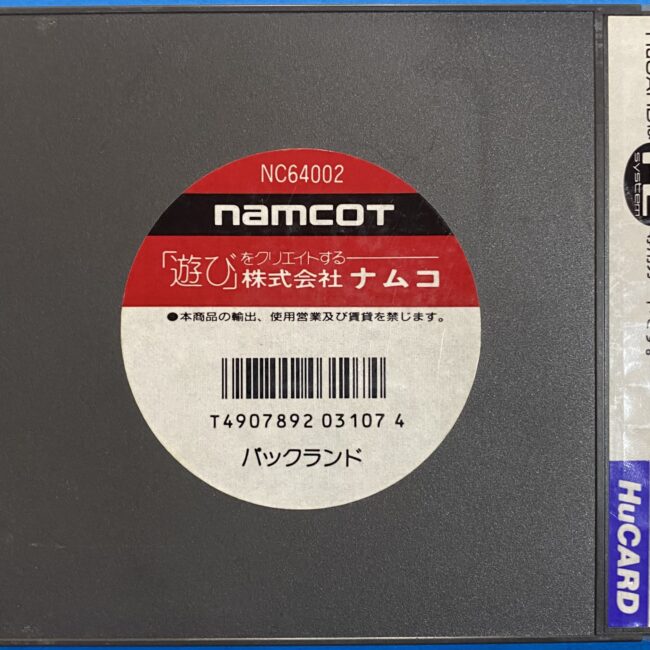 NC64002
namcot
「遊び」をクリエイトする
株式会社 ナムコ
●本商品の輸出、使用営業及び賃貸を禁じます。
T4907892 03107 4
パックランド
system
HuCARD